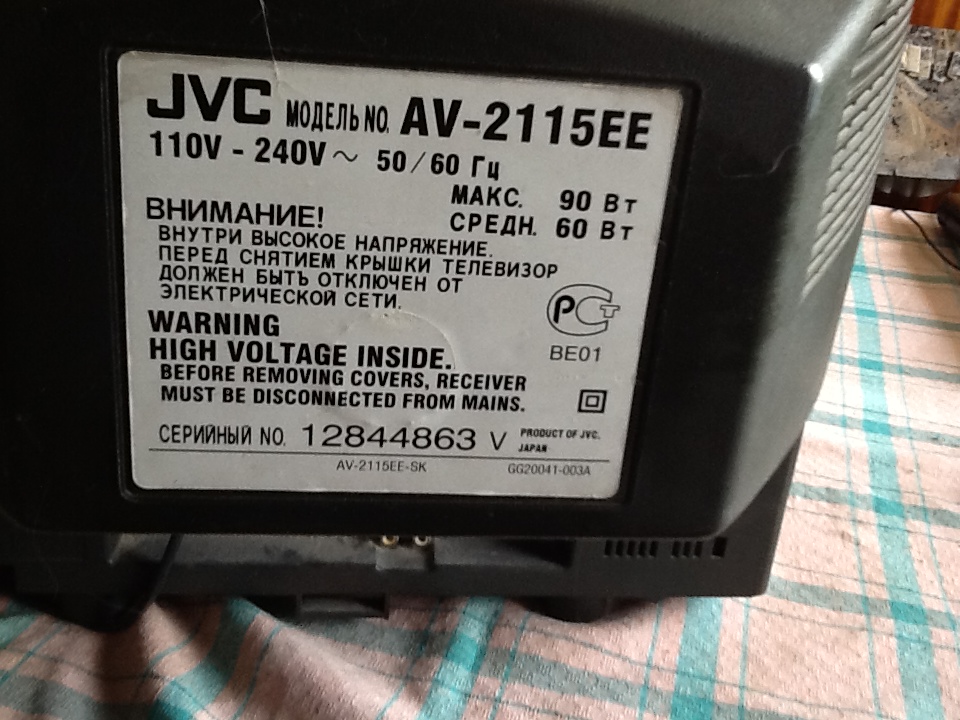 JVC МОДЕЛЬ NO. AV-2115EE
110V - 240V ~ 50/60 Гц
МАКС. 90 Вт
СРЕДН. 60 Вт
ВНИМАНИЕ!
ВНУТРИ ВЫСОКОЕ НАПРЯЖЕНИЕ.
ПЕРЕД СНЯТИЕМ КРЫШКИ ТЕЛЕВИЗОР
ДОЛЖЕН БЫТЬ ОТКЛЮЧЕН ОТ
ЭЛЕКТРИЧЕСКОЙ СЕТИ.
РСТ
BE01
WARNING
HIGH VOLTAGE INSIDE.
BEFORE REMOVING COVERS, RECEIVER
MUST BE DISCONNECTED FROM MAINS.
СЕРИЙНЫЙ NO. 12844863 V
PRODUCT OF JVC.
JAPAN
AV-2115EE-SK GG20041-003A